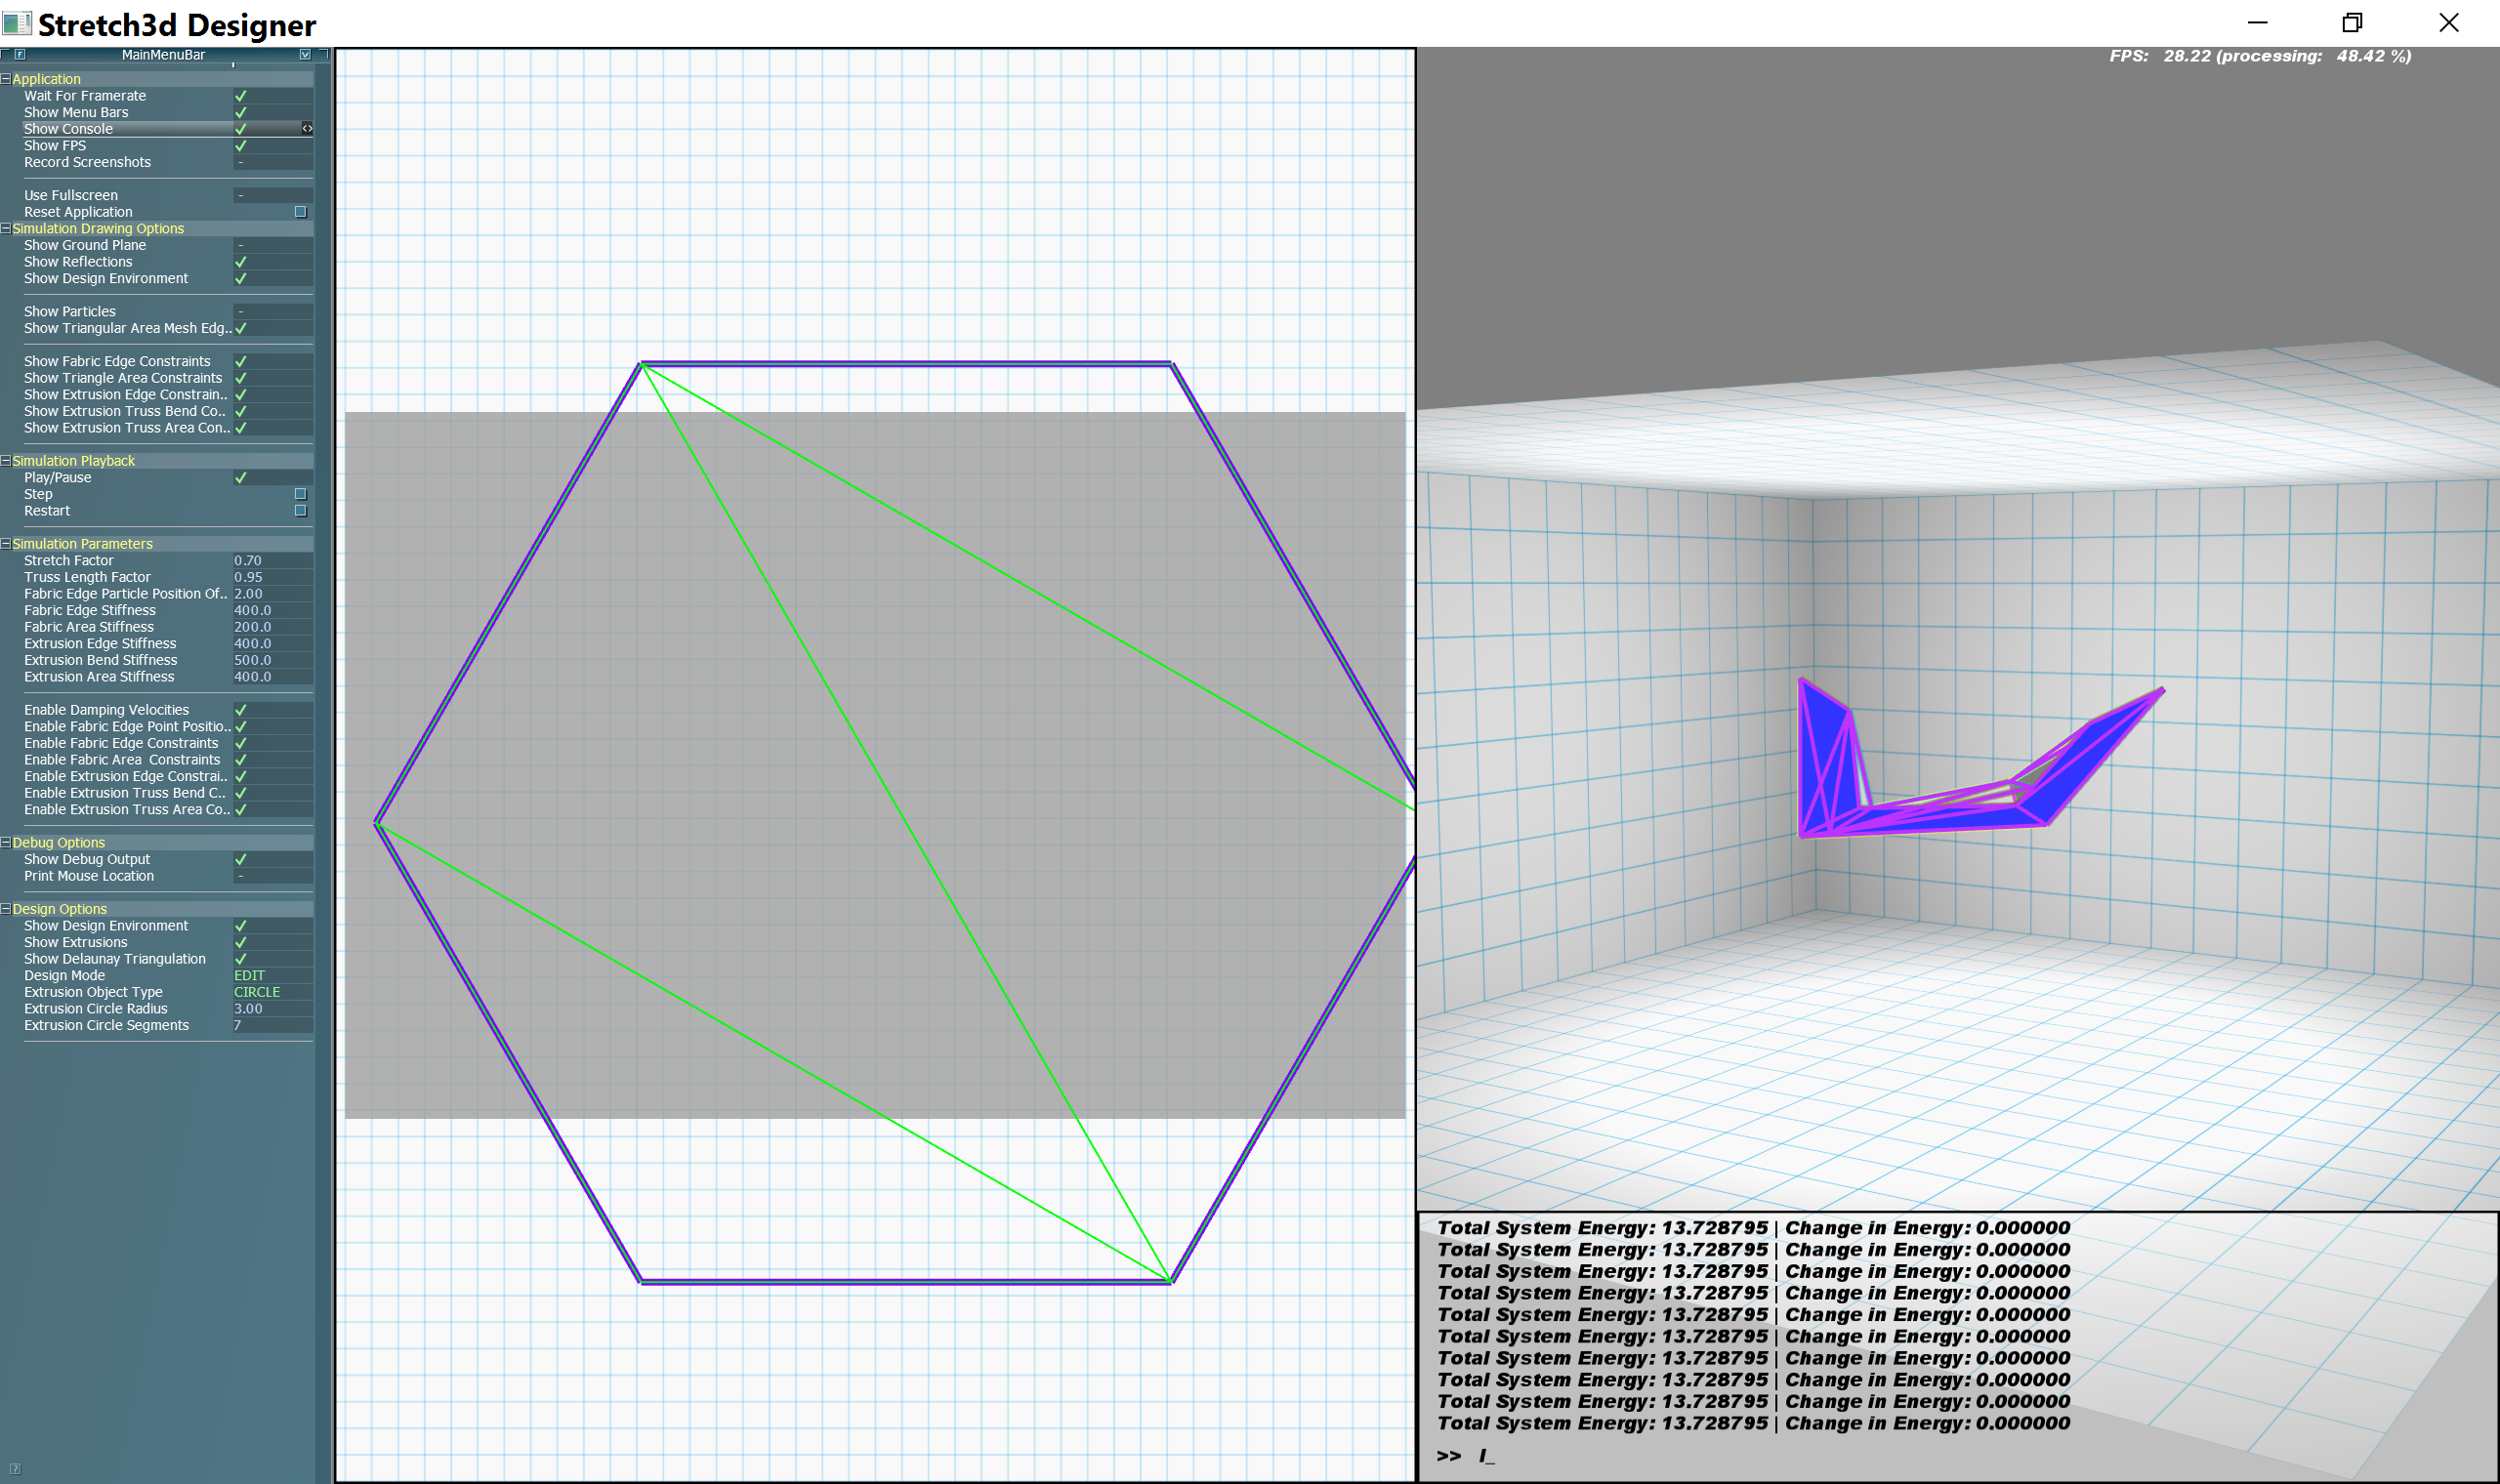 Stretch3d Designer
MainMenuBar
Application
Wait For Framerate
Show Menu Bars
Show Console
Show FPS
Record Screenshots -
Use Fullscreen -
Reset Application
Simulation Drawing Options
Show Ground Plane -
Show Reflections
Show Design Environment
Show Particles -
Show Triangular Area Mesh Edg..
Show Fabric Edge Constraints
Show Triangle Area Constraints
Show Extrusion Edge Constrain..
Show Extrusion Truss Bend Co..
Show Extrusion Truss Area Con..
Simulation Playback
Play/Pause
Step
Restart
Simulation Parameters
Stretch Factor 0.70
Truss Length Factor 0.95
Fabric Edge Particle Position Of.. 2.00
Fabric Edge Stiffness 400.0
Fabric Area Stiffness 200.0
Extrusion Edge Stiffness 400.0
Extrusion Bend Stiffness 500.0
Extrusion Area Stiffness 400.0
Enable Damping Velocities
Enable Fabric Edge Point Positio..
Enable Fabric Edge Constraints
Enable Fabric Area  Constraints
Enable Extrusion Edge Constrai..
Enable Extrusion Truss Bend C..
Enable Extrusion Truss Area Co..
Debug Options
Show Debug Output
Print Mouse Location -
Design Options
Show Design Environment
Show Extrusions
Show Delaunay Triangulation
Design Mode EDIT
Extrusion Object Type CIRCLE
Extrusion Circle Radius 3.00
Extrusion Circle Segments 7
FPS: 28.22 (processing: 48.42 %)
Total System Energy: 13.728795 | Change in Energy: 0.000000
Total System Energy: 13.728795 | Change in Energy: 0.000000
Total System Energy: 13.728795 | Change in Energy: 0.000000
Total System Energy: 13.728795 | Change in Energy: 0.000000
Total System Energy: 13.728795 | Change in Energy: 0.000000
Total System Energy: 13.728795 | Change in Energy: 0.000000
Total System Energy: 13.728795 | Change in Energy: 0.000000
Total System Energy: 13.728795 | Change in Energy: 0.000000
Total System Energy: 13.728795 | Change in Energy: 0.000000
Total System Energy: 13.728795 | Change in Energy: 0.000000
>> l_